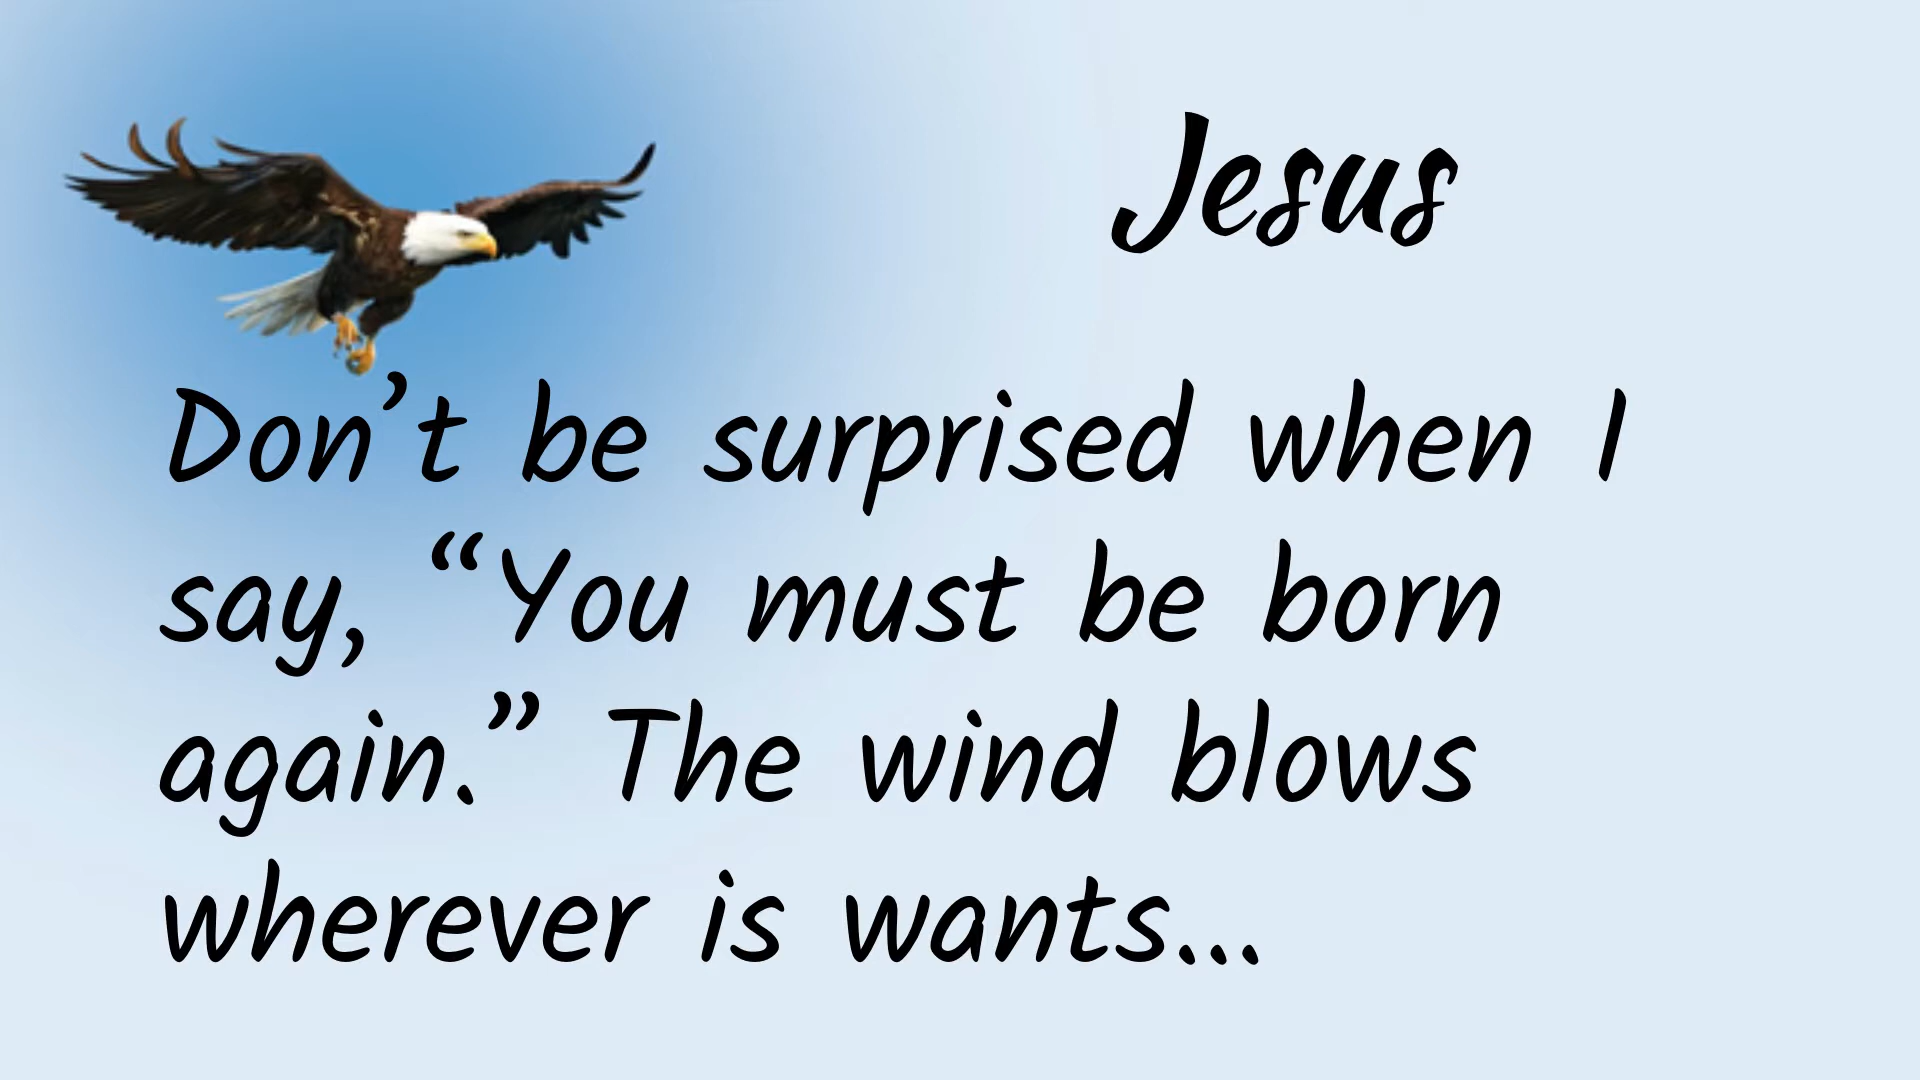 Jesus
Don’t be surprised when I
say, “You must be born
again.” The wind blows
wherever is wants...